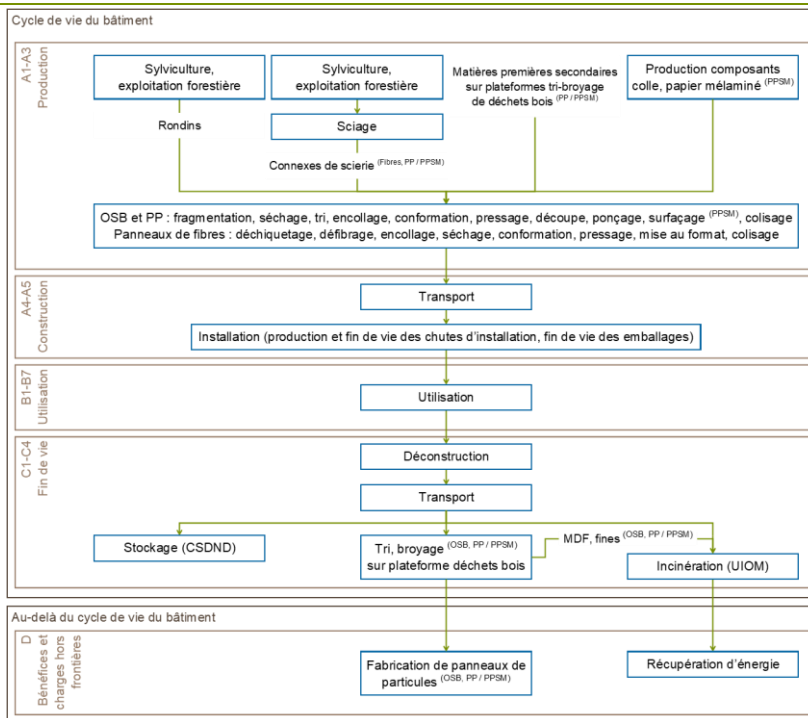 Cycle de vie du bâtiment
A1-A3
Production
Sylviculture,
exploitation forestière
Sylviculture,
exploitation forestière
Matières premières secondaires
sur plateformes tri-broyage
de déchets bois (PP / PPSM)
Production composants
colle, papier mélaminé (PPSM)
Rondins
Sciage
Connexes de scierie (Fibres, PP / PPSM)
OSB et PP : fragmentation, séchage, tri, encollage, conformation, pressage, découpe, ponçage, surfaçage (PPSM), colisage
Panneaux de fibres : déchiquetage, défibrage, encollage, séchage, conformation, pressage, mise au format, colisage
A4-A5
Construction
Transport
Installation (production et fin de vie des chutes d'installation, fin de vie des emballages)
B1-B7
Utilisation
Utilisation
C1-C4
Fin de vie
Déconstruction
Transport
Stockage (CSDND)
Tri, broyage (OSB, PP / PPSM)
sur plateforme déchets bois
MDF, fines (OSB, PP / PPSM)
Incinération (UIOM)
Au-delà du cycle de vie du bâtiment
D
Bénéfices et
charges hors
frontières
Fabrication de panneaux de
particules (OSB, PP / PPSM)
Récupération d'énergie